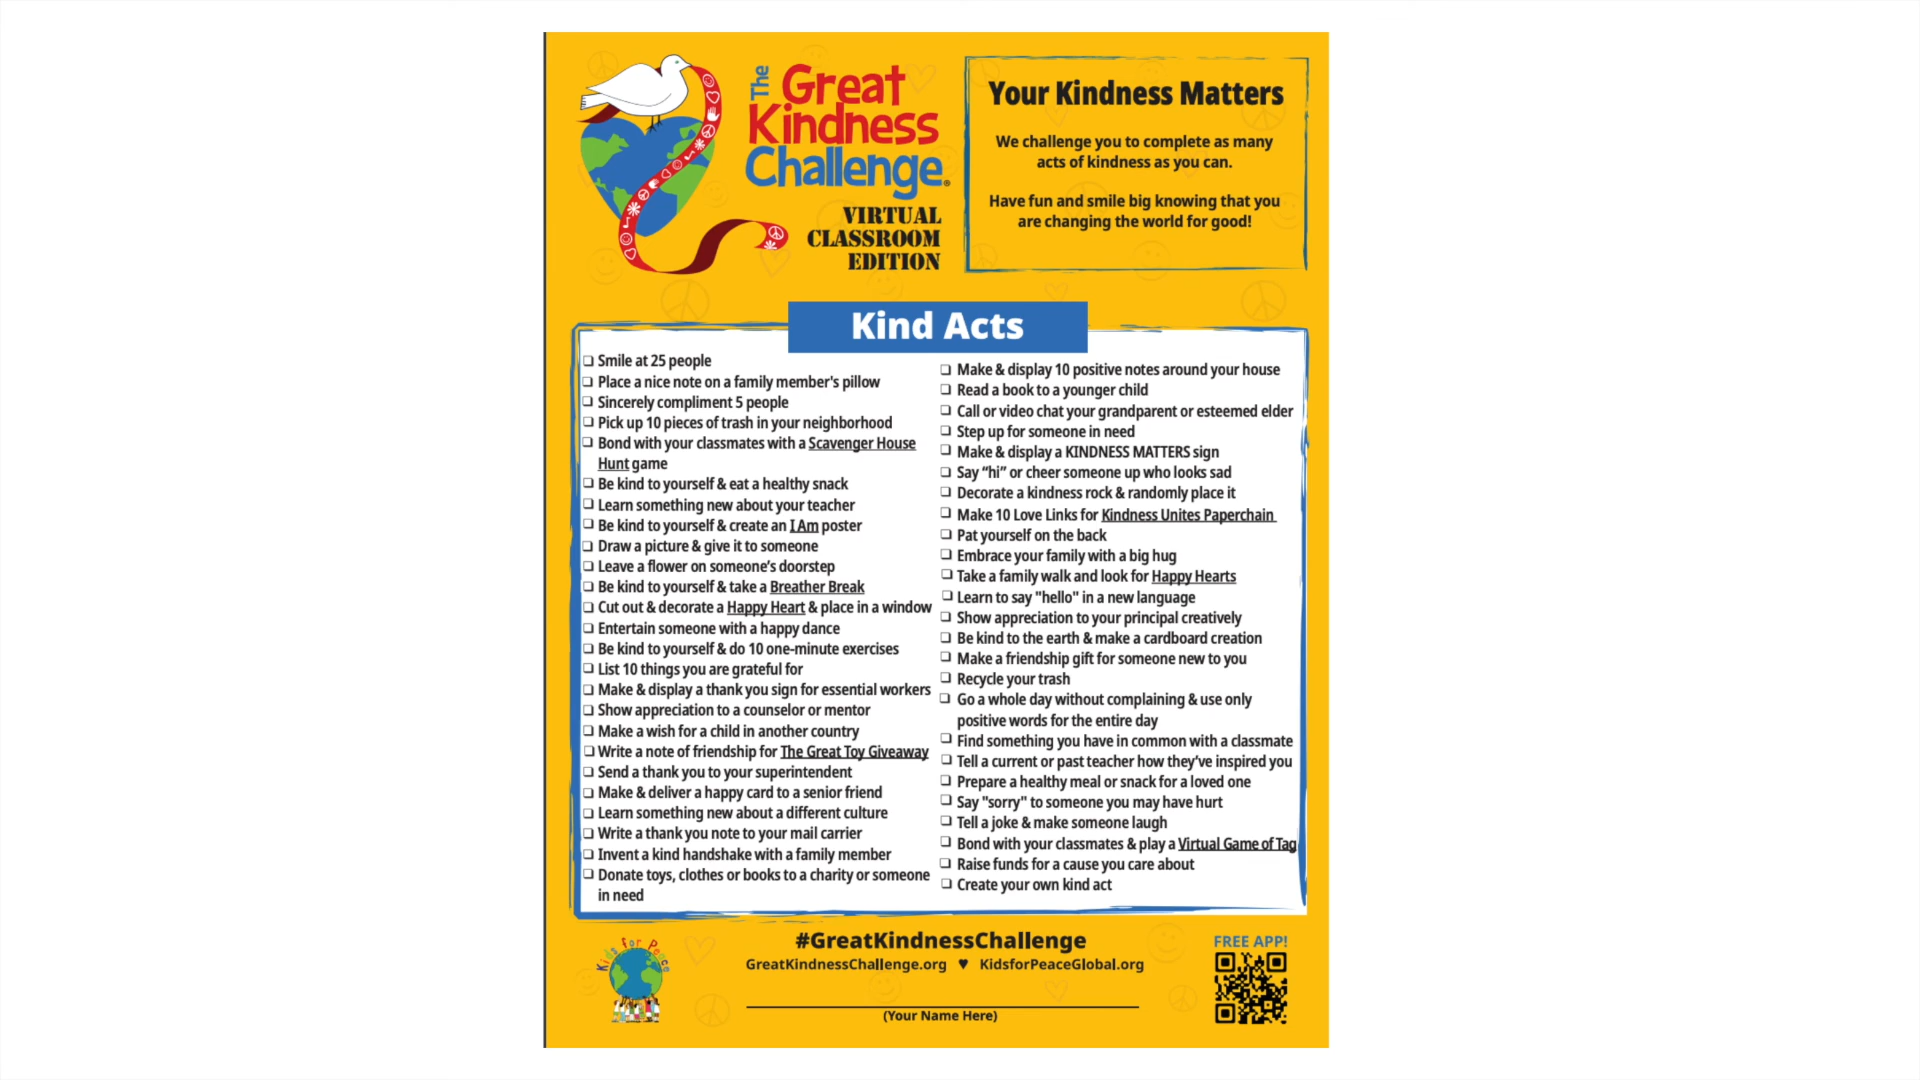 The Great
Kindness
Challenge®
VIRTUAL
CLASSROOM
EDITION
Your Kindness Matters
We challenge you to complete as many
acts of kindness as you can.
Have fun and smile big knowing that you
are changing the world for good!
Kind Acts
❏ Smile at 25 people
❏ Place a nice note on a family member's pillow
❏ Sincerely compliment 5 people
❏ Pick up 10 pieces of trash in your neighborhood
❏ Bond with your classmates with a Scavenger House
Hunt game
❏ Be kind to yourself & eat a healthy snack
❏ Learn something new about your teacher
❏ Be kind to yourself & create an I Am poster
❏ Draw a picture & give it to someone
❏ Leave a flower on someone’s doorstep
❏ Be kind to yourself & take a Breather Break
❏ Cut out & decorate a Happy Heart & place in a window
❏ Entertain someone with a happy dance
❏ Be kind to yourself & do 10 one-minute exercises
❏ List 10 things you are grateful for
❏ Make & display a thank you sign for essential workers
❏ Show appreciation to a counselor or mentor
❏ Make a wish for a child in another country
❏ Write a note of friendship for The Great Toy Giveaway
❏ Send a thank you to your superintendent
❏ Make & deliver a happy card to a senior friend
❏ Learn something new about a different culture
❏ Write a thank you note to your mail carrier
❏ Invent a kind handshake with a family member
❏ Donate toys, clothes or books to a charity or someone
in need
❏ Make & display 10 positive notes around your house
❏ Read a book to a younger child
❏ Call or video chat your grandparent or esteemed elder
❏ Step up for someone in need
❏ Make & display a KINDNESS MATTERS sign
❏ Say “hi” or cheer someone up who looks sad
❏ Decorate a kindness rock & randomly place it
❏ Make 10 Love Links for Kindness Unites Paperchain
❏ Pat yourself on the back
❏ Embrace your family with a big hug
❏ Take a family walk and look for Happy Hearts
❏ Learn to say "hello" in a new language
❏ Show appreciation to your principal creatively
❏ Be kind to the earth & make a cardboard creation
❏ Make a friendship gift for someone new to you
❏ Recycle your trash
❏ Go a whole day without complaining & use only
positive words for the entire day
❏ Find something you have in common with a classmate
❏ Tell a current or past teacher how they’ve inspired you
❏ Prepare a healthy meal or snack for a loved one
❏ Say "sorry" to someone you may have hurt
❏ Tell a joke & make someone laugh
❏ Bond with your classmates & play a Virtual Game of Tag
❏ Raise funds for a cause you care about
❏ Create your own kind act
Kids for Peace
#GreatKindnessChallenge
GreatKindnessChallenge.org ♥ KidsforPeaceGlobal.org
(Your Name Here)
FREE APP!